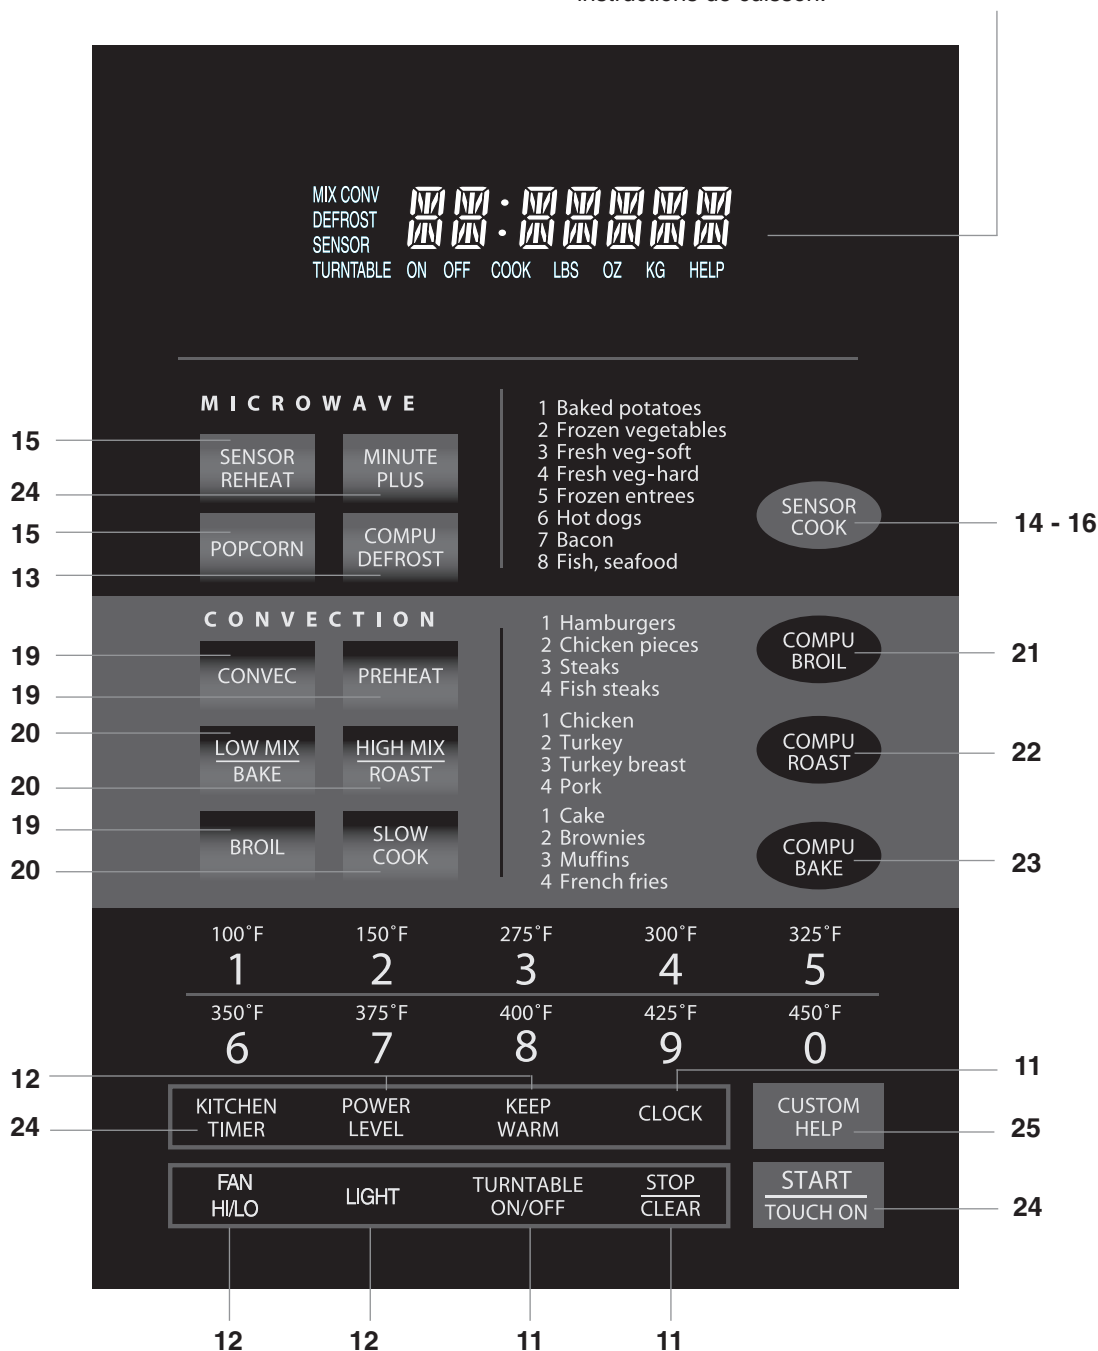 MIX CONV
DEFROST
SENSOR
TURNTABLE ON OFF COOK LBS OZ KG HELP
MICROWAVE
15
SENSOR
REHEAT
24
MINUTE
PLUS
15
POPCORN
13
COMPU
DEFROST
1 Baked potatoes
2 Frozen vegetables
3 Fresh veg-soft
4 Fresh veg-hard
5 Frozen entrees
6 Hot dogs
7 Bacon
8 Fish, seafood
SENSOR
COOK
14 - 16
CONVECTION
19
CONVEC
19
PREHEAT
20
LOW MIX
BAKE
20
HIGH MIX
ROAST
19
BROIL
20
SLOW
COOK
1 Hamburgers
2 Chicken pieces
3 Steaks
4 Fish steaks
COMPU
BROIL
21
1 Chicken
2 Turkey
3 Turkey breast
4 Pork
COMPU
ROAST
22
1 Cake
2 Brownies
3 Muffins
4 French fries
COMPU
BAKE
23
100˚F 150˚F 275˚F 300˚F 325˚F
1 2 3 4 5
350˚F 375˚F 400˚F 425˚F 450˚F
6 7 8 9 0
12
11
24
KITCHEN
TIMER
POWER
LEVEL
KEEP
WARM
CLOCK
CUSTOM
HELP
25
FAN
HI/LO
LIGHT
TURNTABLE
ON/OFF
STOP
CLEAR
START
TOUCH ON
24
12 12 11 11